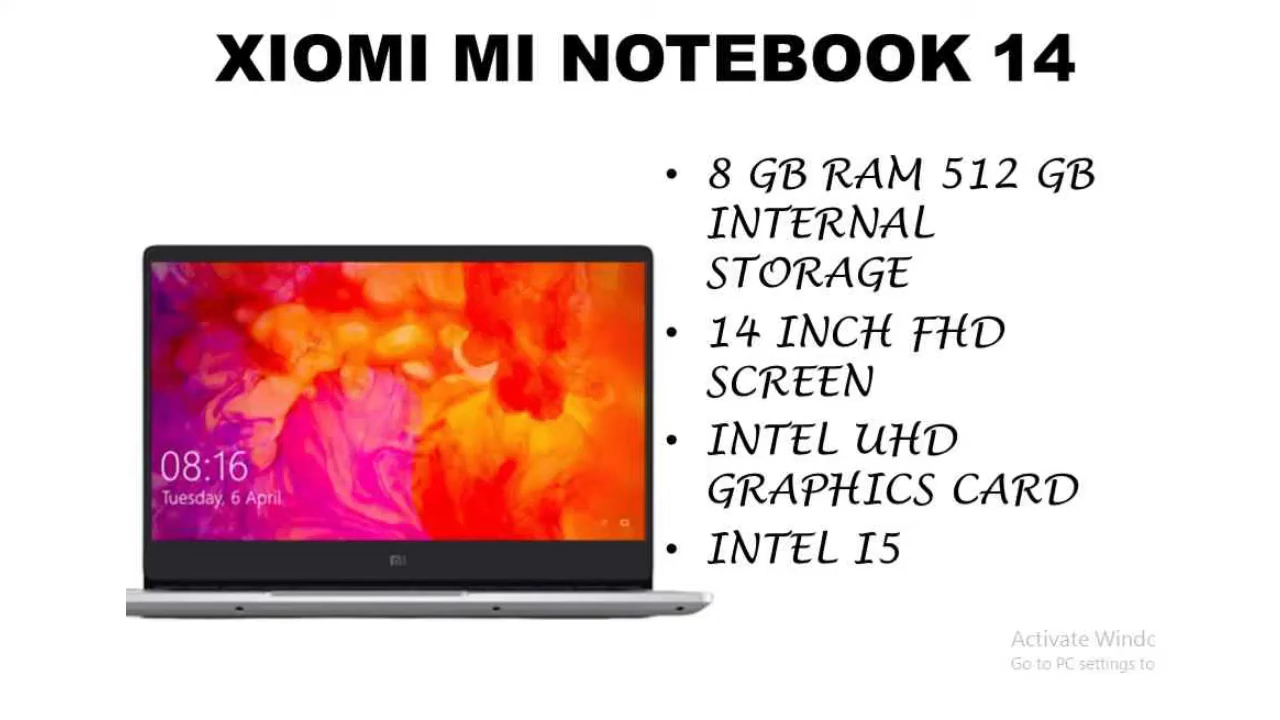 XIOMI MI NOTEBOOK 14
• 8 GB RAM 512 GB
INTERNAL
STORAGE
• 14 INCH FHD
SCREEN
• INTEL UHD
GRAPHICS CARD
• INTEL I5
08:16
Tuesday, 6 April
MI
Activate Windo
Go to PC settings to